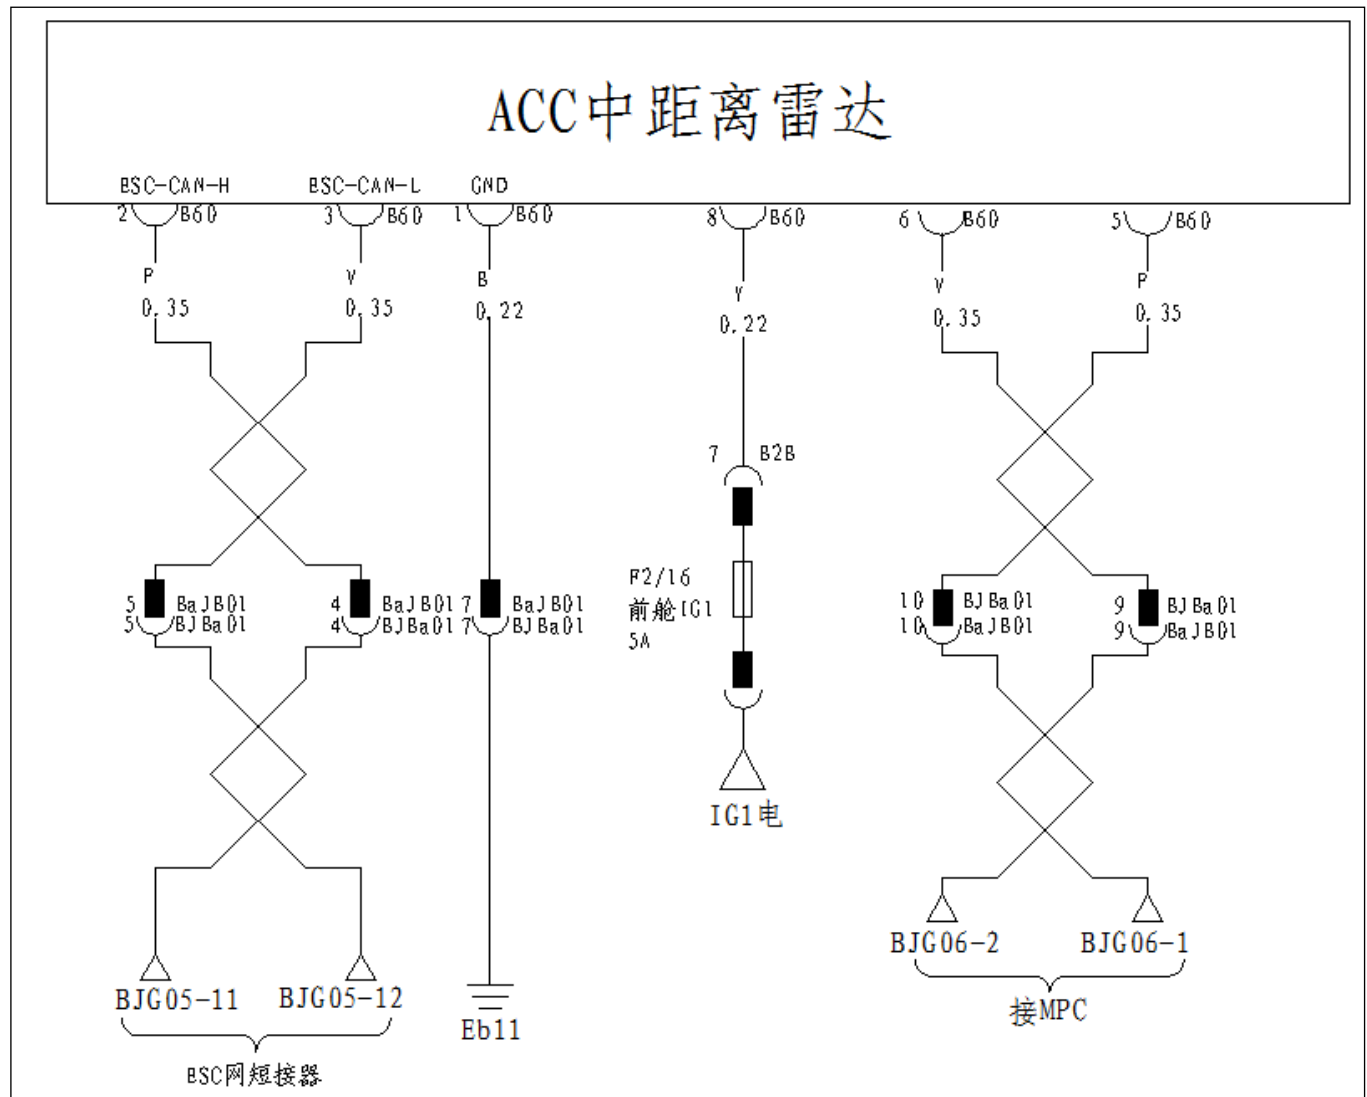 ACC中距离雷达
ESC-CAN-H ESC-CAN-L GND
2 B60 3 B60 1 B60 8 B60 6 B60 5 B60
P V B Y V P
0.35 0.35 0.22 0.22 0.35 0.35
7 B2B
F2/16
前舱IG1
5A
5 BaJB01 4 BaJB01 7 BaJB01 10 BJBa01 9 BJBa01
5 BJBa01 4 BJBa01 7 BJBa01 10 BaJB01 9 BaJB01
IG1电
BJG06-2 BJG06-1
接MPC
BJG05-11 BJG05-12
Eb11
ESC网短接器